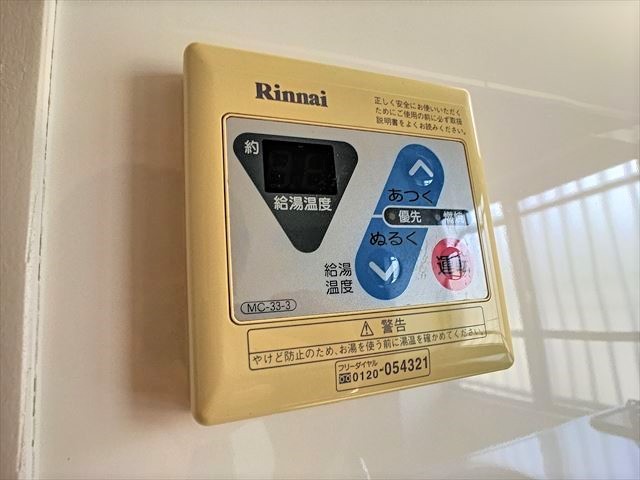 Rinnai
正しく安全にお使いいただく
ためにご使用の前に必ず取扱
説明書をよくお読みください。
約
給湯温度
あつく
優先
燃焼
ぬるく
給湯
温度
運
MC-33-3
警告
やけど防止のため、お湯を使う前に湯温を確かめてください。
フリーダイヤル
0120-054321